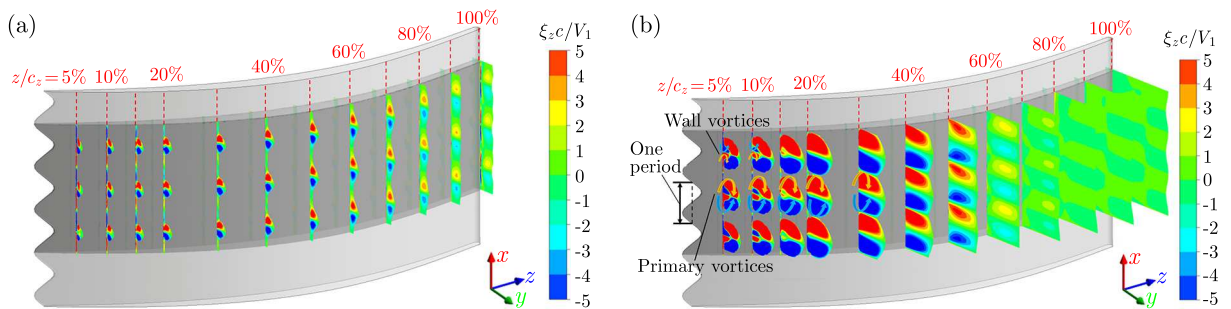 (a)
z/c_z = 5% 10% 20% 40% 60% 80% 100%
ξ_z c/V_1
5
4
3
2
1
0
-1
-2
-3
-4
-5
x
z
y
(b)
z/c_z = 5% 10% 20% 40% 60% 80% 100%
Wall vortices
One
period
Primary vortices
ξ_z c/V_1
5
4
3
2
1
0
-1
-2
-3
-4
-5
x
z
y